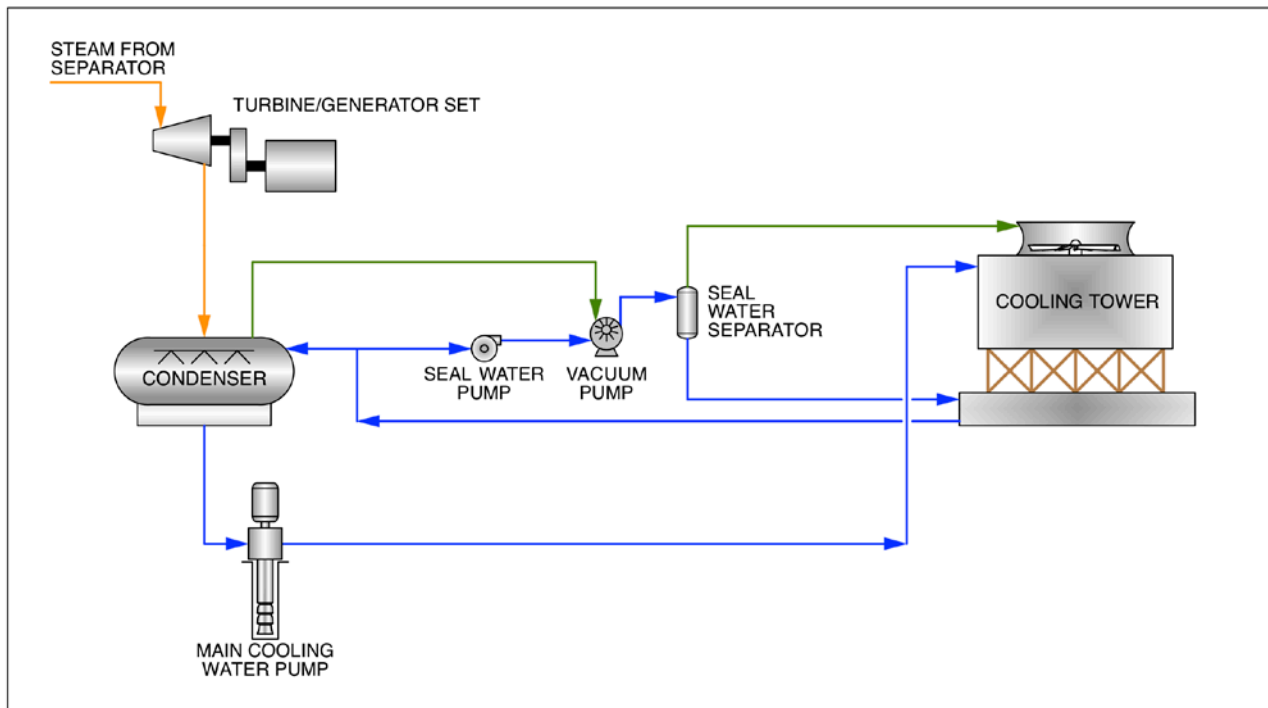 STEAM FROM
SEPARATOR
TURBINE/GENERATOR SET
SEAL
WATER
SEPARATOR
COOLING TOWER
CONDENSER
SEAL WATER
PUMP
VACUUM
PUMP
MAIN COOLING
WATER PUMP